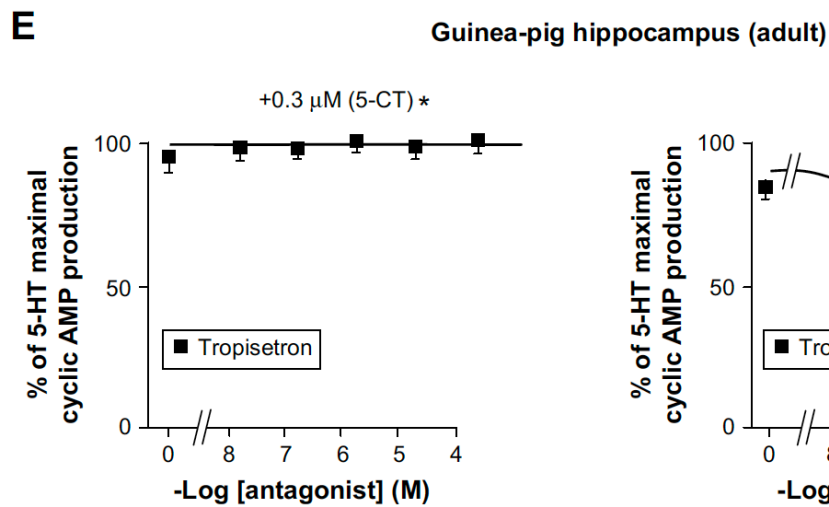 E
Guinea-pig hippocampus (adult)
+0.3 μM (5-CT) *
% of 5-HT maximal
cyclic AMP production
100
50
0
Tropisetron
0 8 7 6 5 4
-Log [antagonist] (M)
% of 5-HT maximal
cyclic AMP production
100
50
0
0
-Log